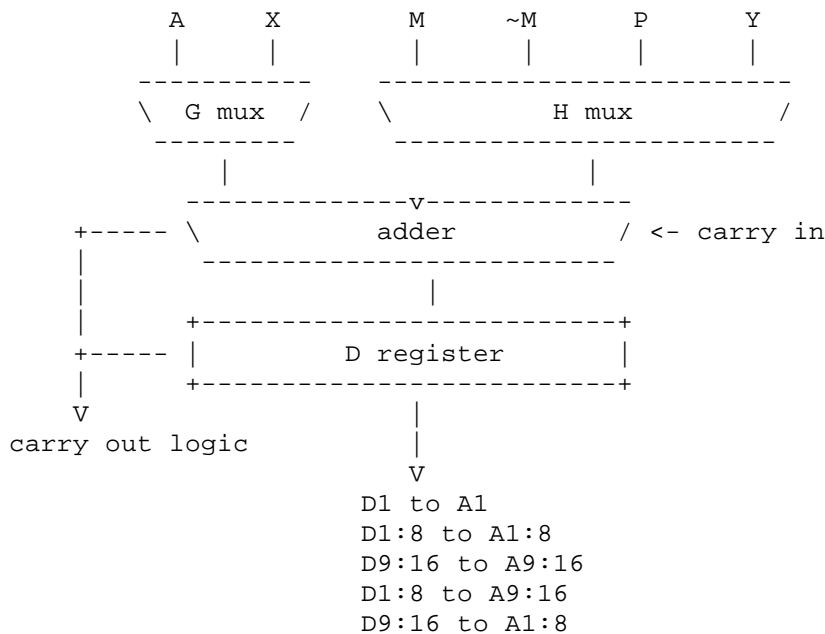 A X M ~M P Y
G mux H mux
adder <- carry in
D register
V
carry out logic
V
D1 to A1
D1:8 to A1:8
D9:16 to A9:16
D1:8 to A9:16
D9:16 to A1:8